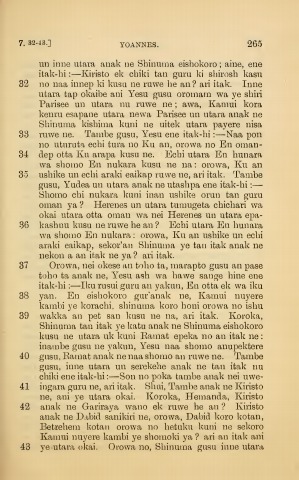 7, 32-43.] YOANNES. 265
un inne utara anak ne Shinuma eishokoro; aine, ene
itak-hi:—Kiristo ek chiki tan guru ki shirosh kasu
32 no naa innep ki kusu ne ruwe he an? ari itak. Inne
utara tap okaibe ani Yesu gusu oroman wa ye shiri
Parisee un utara nu ruwe ne; awa, Kamui kora
kenru esapane utara newa Parisee un utara anak ne
Shinuma kishima kuni ne uitek utara payere nisa
33 ruwe ne. Tambe gusu, Yesu ene itak-hi:—Naa pon
no uturuta echi tura no Ku an, orowa no En oman-
34 dep otta Ku arapa kusu ne. Echi utara En hunara
wa shomo En nukara kusu ne na: orowa, Ku an
35 ushike un echi araki eaikap ruwe ne, ari itak. Tambe
gusu, Yudea un utara anak ne utashpa ene itak-hi:—
Shomo chi nukara kuni inan ushike orun tan guru
oman ya? Herenes un utara tumugeta chichari wa
okai utara otta oman wa nei Herenes un utara epa-
36 kashnu kusu ne ruwe he an? Echi utara En hunara
wa shomo En nukara: orowa, Ku an ushike un echi
araki eaikap, sekor'an Shinuma ye tan itak anak ne
nekon a an itak ne ya? ari itak.
37 Orowa, nei okese an toho ta, marapto gusu an pase
toho ta anak ne, Yesu ash wa hawe sange hine ene
itak-hi:—Iku rusui guru an yakun, En otta ek wa iku
38 yan. En eishokoro gur'anak ne, Kamui nuyere
kambi ye korachi, shinuma koro honi orowa no ishu
39 wakka an pet san kusu ne na, ari itak. Koroka,
Shinuma tan itak ye katu anak ne Shinuma eishokoro
kusu ne utara uk kuni Ramat epeka no an itak ne:
inambe gusu ne yakun, Yesu naa shomo anupekitere
40 gusu, Ramat anak ne naa shomo an ruwe ne. Tambe
gusu, inne utara un serokehe anak ne tan itak nu
chiki ene itak-hi:—Son no poka tambe anak nei uwe-
41 ingara guru ne, ari itak. Shui, Tambe anak ne Kiristo
ne, ani ye utara okai. Koroka, Hemanda, Kiristo
42 anak ne Gariraya wano ek ruwe he an? Kiristo
anak ne Dabid sanikiri ne, orowa, Dabid koro kotan,
Betzehem kotan orowa no hetuku kuni ne sekoro
Kamui nuyere kambi ye shomoki ya? ari an itak ani
43 ye utara okai. Orowa no, Shinuma gusu inne utara